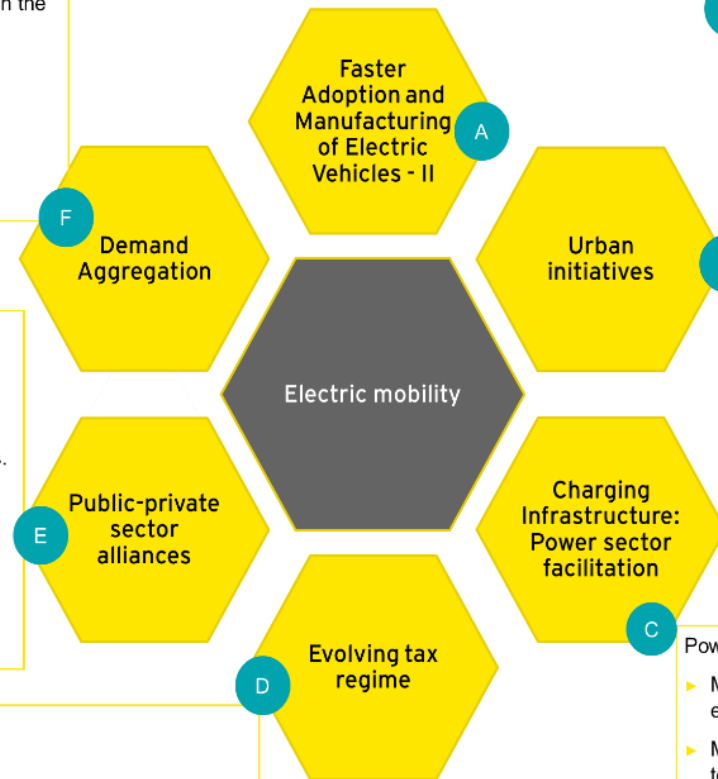 n the
Faster
Adoption and
Manufacturing
of Electric
Vehicles - II
A
F
Demand
Aggregation
Urban
initiatives
Electric mobility
Public-private
sector
alliances
E
Charging
Infrastructure:
Power sector
facilitation
C
Evolving tax
regime
D